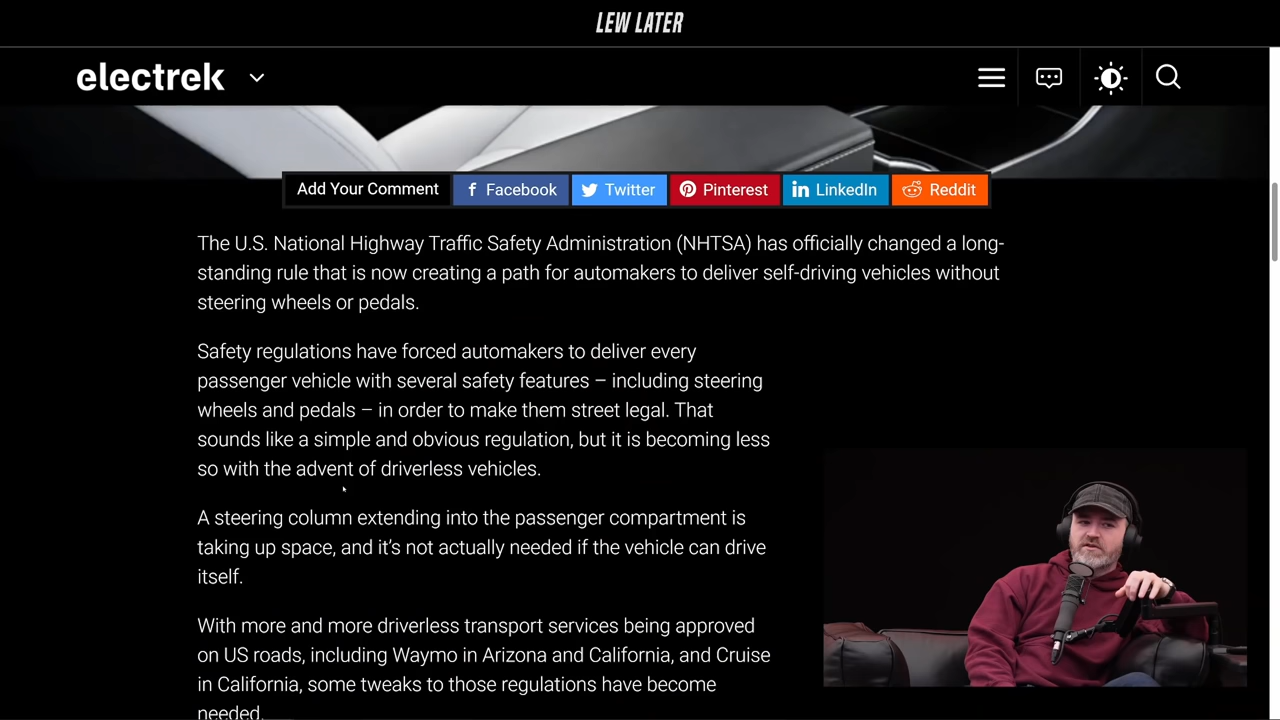 LEW LATER
electrek
Add Your Comment
Facebook
Twitter
Pinterest
LinkedIn
Reddit
The U.S. National Highway Traffic Safety Administration (NHTSA) has officially changed a long-
standing rule that is now creating a path for automakers to deliver self-driving vehicles without
steering wheels or pedals.
Safety regulations have forced automakers to deliver every
passenger vehicle with several safety features – including steering
wheels and pedals – in order to make them street legal. That
sounds like a simple and obvious regulation, but it is becoming less
so with the advent of driverless vehicles.
A steering column extending into the passenger compartment is
taking up space, and it’s not actually needed if the vehicle can drive
itself.
With more and more driverless transport services being approved
on US roads, including Waymo in Arizona and California, and Cruise
in California, some tweaks to those regulations have become
needed.